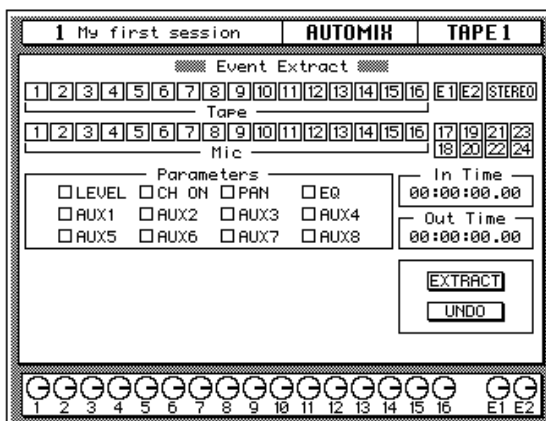 1 My first session AUTOMIX TAPE 1
Event Extract
1 2 3 4 5 6 7 8 9 10 11 12 13 14 15 16 E1 E2 STEREO
Tape
1 2 3 4 5 6 7 8 9 10 11 12 13 14 15 16 17 19 21 23
18 20 22 24
Mic
Parameters
LEVEL CH ON PAN EQ
AUX1 AUX2 AUX3 AUX4
AUX5 AUX6 AUX7 AUX8
In Time
00:00:00.00
Out Time
00:00:00.00
EXTRACT
UNDO
1 2 3 4 5 6 7 8 9 10 11 12 13 14 15 16 E1 E2